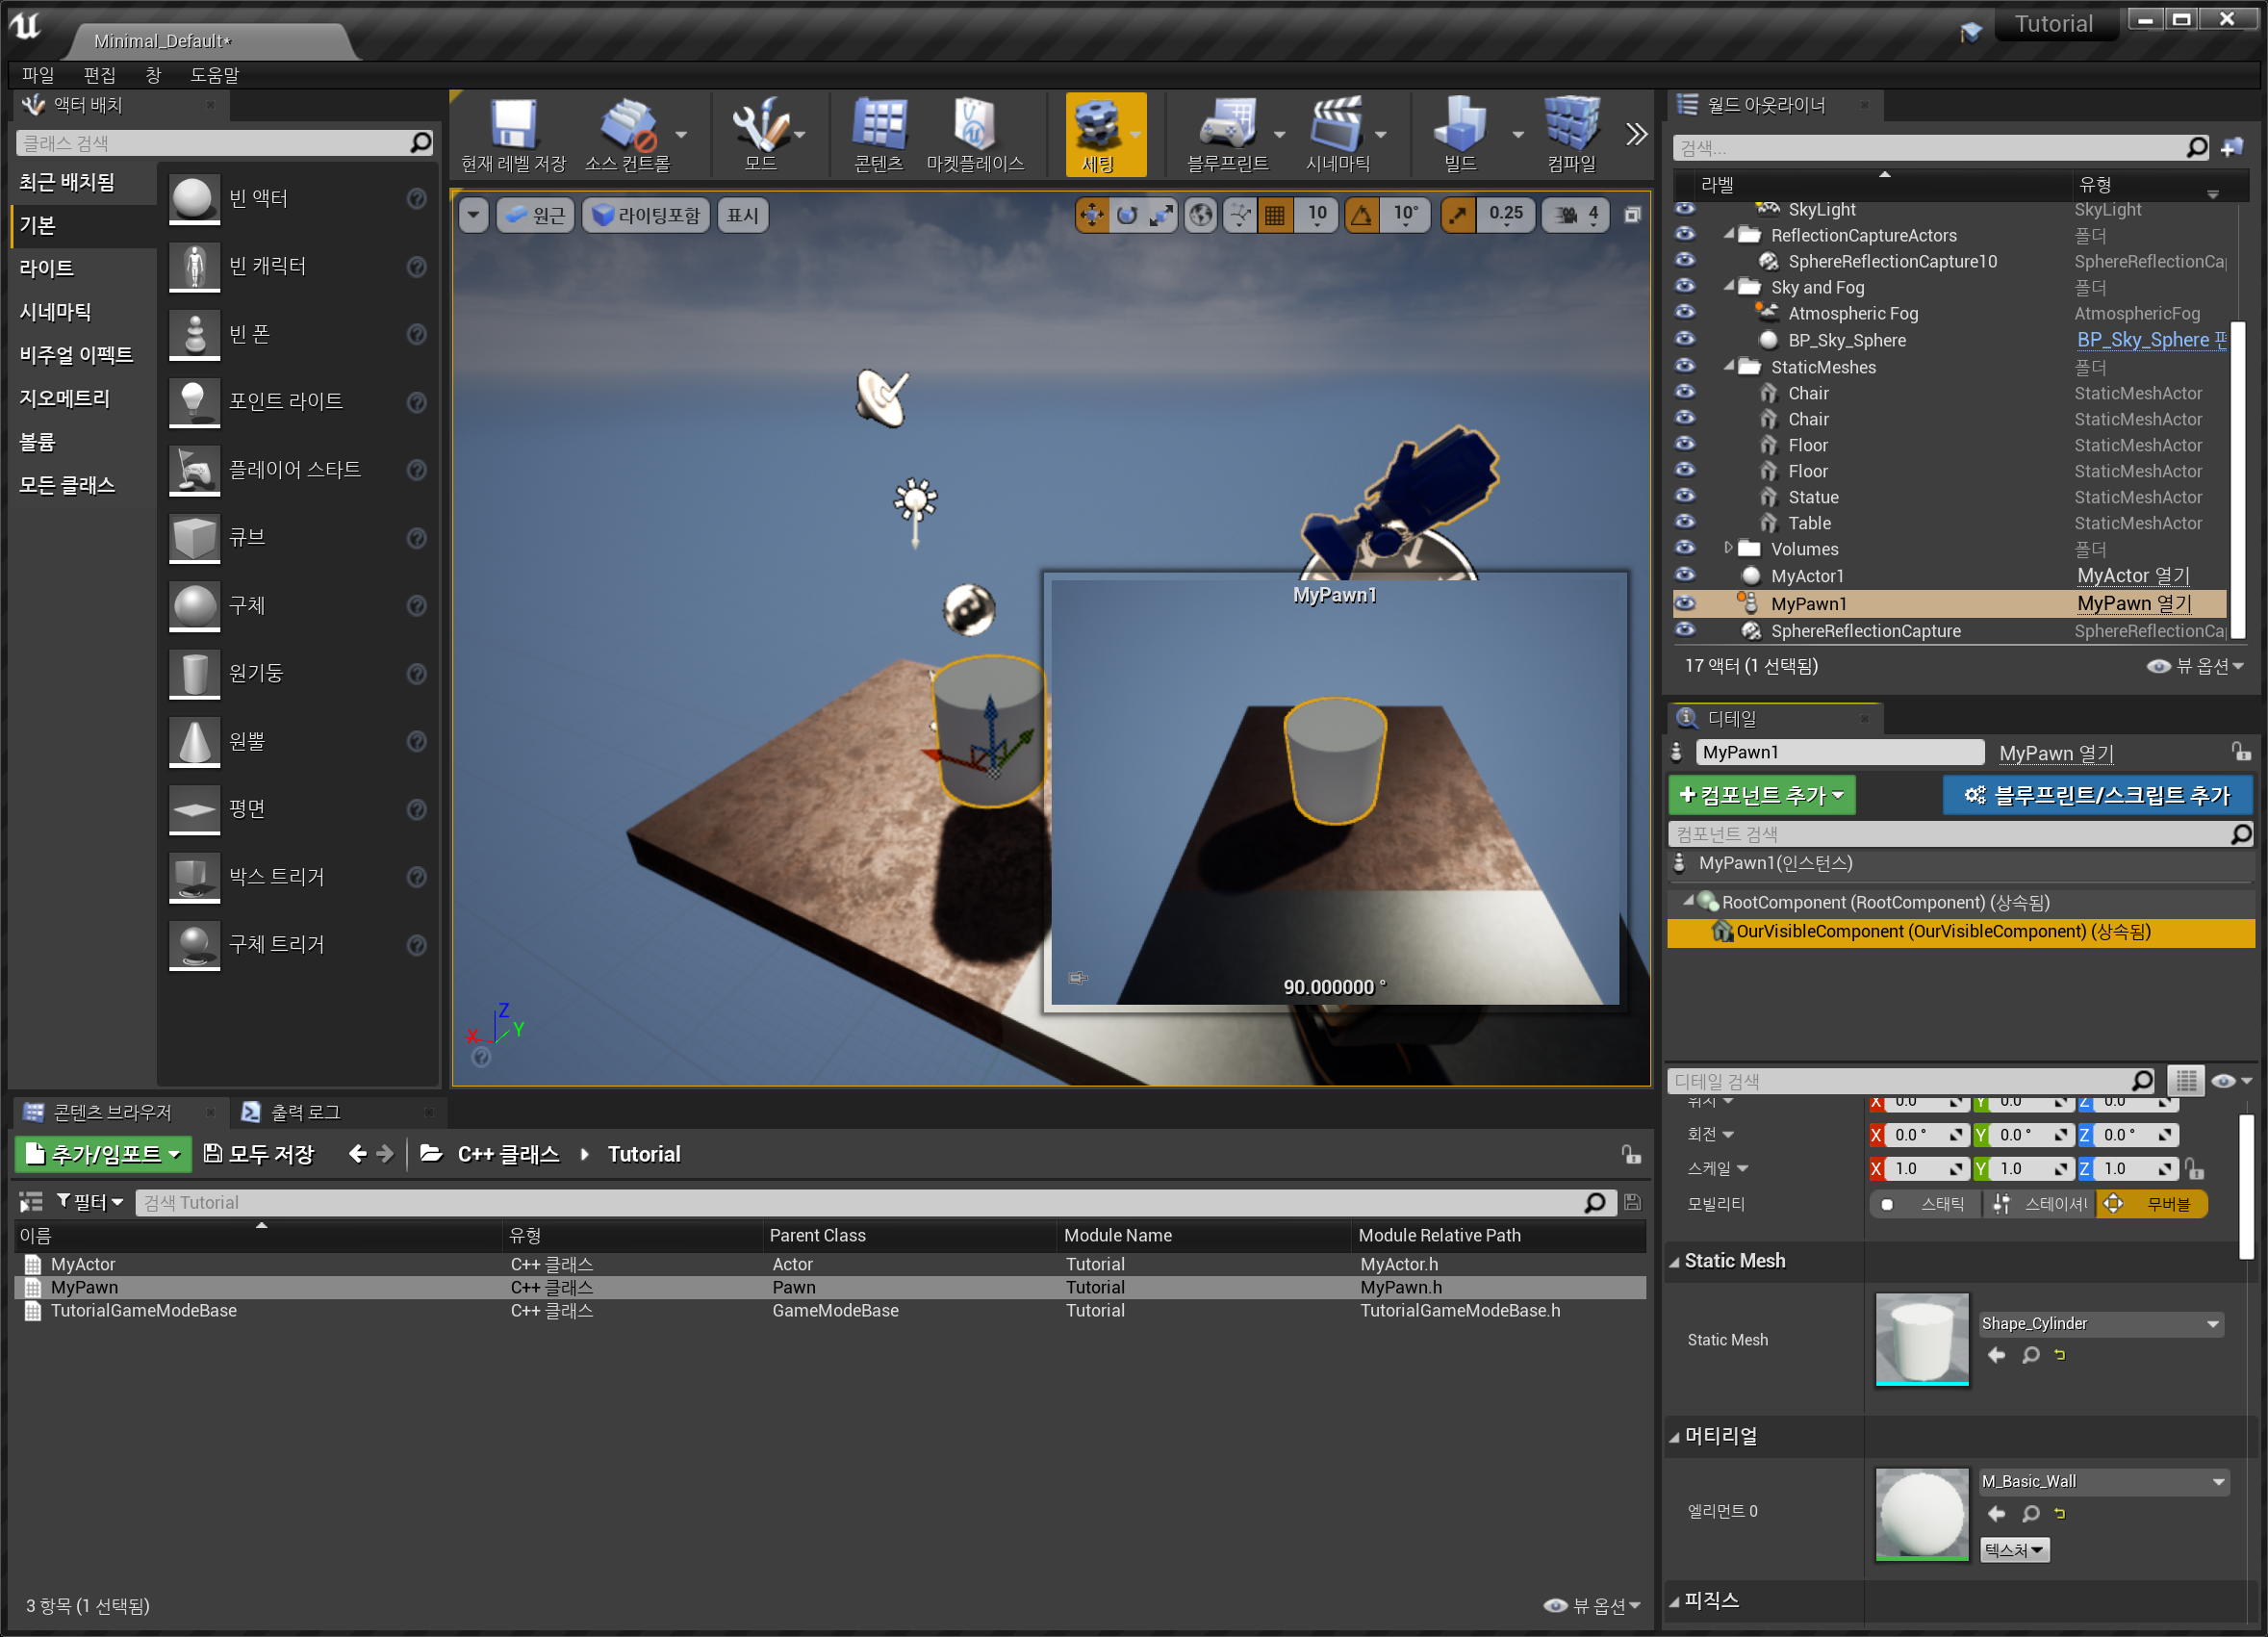 Minimal_Default*
Tutorial
파일 편집 창 도움말
액터 배치
클래스 검색
최근 배치됨
기본
라이트
시네마틱
비주얼 이펙트
지오메트리
볼륨
모든 클래스
빈 액터
빈 캐릭터
빈 폰
포인트 라이트
플레이어 스타트
큐브
구체
원기둥
원뿔
평면
박스 트리거
구체 트리거
현재 레벨 저장 소스 컨트롤 모드 콘텐츠 마켓플레이스 세팅 블루프린트 시네마틱 빌드 컴파일
원근 라이팅포함 표시 10 10° 0.25 4
MyPawn1
90.000000 °
X Y Z
월드 아웃라이너
검색...
라벨 유형
SkyLight SkyLight
ReflectionCaptureActors 폴더
SphereReflectionCapture10 SphereReflectionCa
Sky and Fog 폴더
Atmospheric Fog AtmosphericFog
BP_Sky_Sphere BP_Sky_Sphere
StaticMeshes 폴더
Chair StaticMeshActor
Chair StaticMeshActor
Floor StaticMeshActor
Floor StaticMeshActor
Statue StaticMeshActor
Table StaticMeshActor
Volumes 폴더
MyActor1 MyActor 열기
MyPawn1 MyPawn 열기
SphereReflectionCapture SphereReflectionCa
17 액터 (1 선택됨) 뷰 옵션
디테일
MyPawn1 MyPawn 열기
+컴포넌트 추가 블루프린트/스크립트 추가
컴포넌트 검색
MyPawn1(인스턴스)
RootComponent (RootComponent) (상속됨)
OurVisibleComponent (OurVisibleComponent) (상속됨)
디테일 검색
위치 X 0.0 Y 0.0 Z 0.0
회전 X 0.0 ° Y 0.0 ° Z 0.0 °
스케일 X 1.0 Y 1.0 Z 1.0
모빌리티 스태틱 스테이셔 무버블
Static Mesh
Static Mesh Shape_Cylinder
머티리얼
엘리먼트 0 M_Basic_Wall
텍스처
피직스
콘텐츠 브라우저 출력 로그
추가/임포트 모두 저장 C++ 클래스 Tutorial
필터 검색 Tutorial
이름 유형 Parent Class Module Name Module Relative Path
MyActor C++ 클래스 Actor Tutorial MyActor.h
MyPawn C++ 클래스 Pawn Tutorial MyPawn.h
TutorialGameModeBase C++ 클래스 GameModeBase Tutorial TutorialGameModeBase.h
3 항목 (1 선택됨) 뷰 옵션